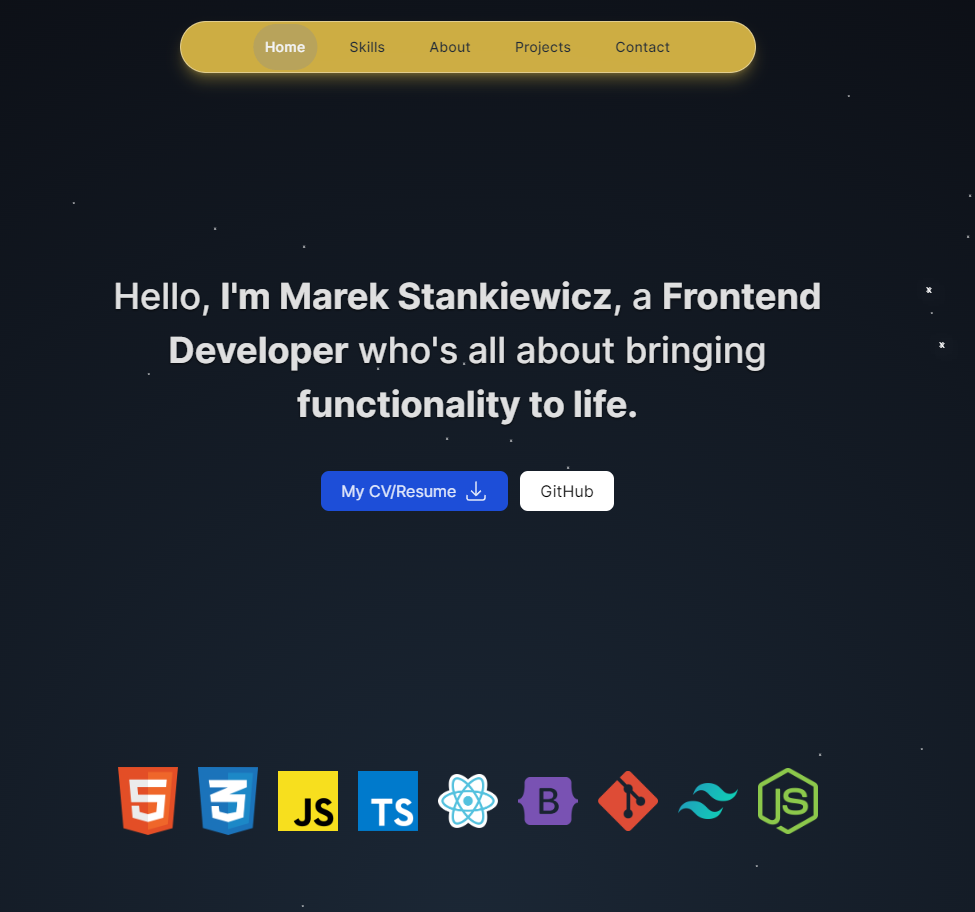 Home Skills About Projects Contact
Hello, I'm Marek Stankiewicz, a Frontend
Developer who's all about bringing
functionality to life.
My CV/Resume GitHub
5 3 JS TS B JS